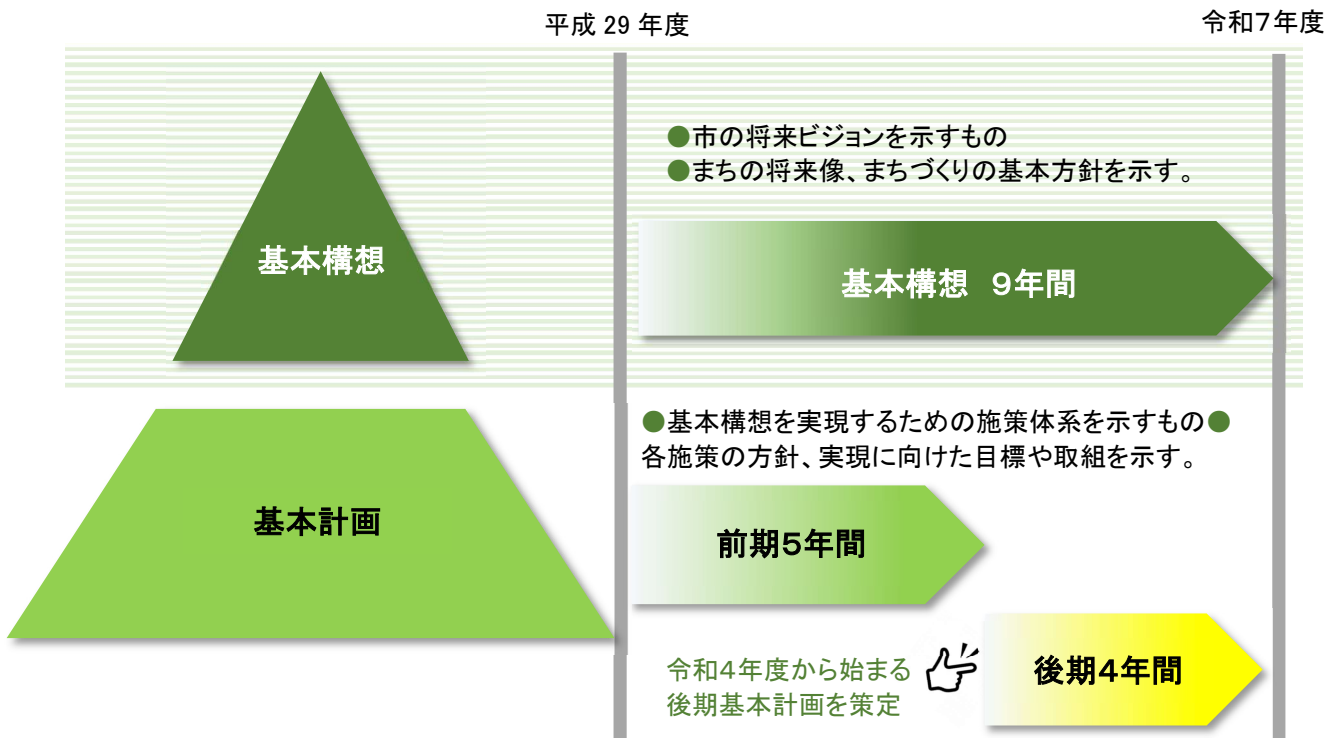 平成 29 年度
令和７年度
●市の将来ビジョンを示すもの
●まちの将来像、まちづくりの基本方針を示す。
基本構想
基本構想　９年間
●基本構想を実現するための施策体系を示すもの●
各施策の方針、実現に向けた目標や取組を示す。
基本計画
前期５年間
令和４年度から始まる
後期基本計画を策定
後期４年間